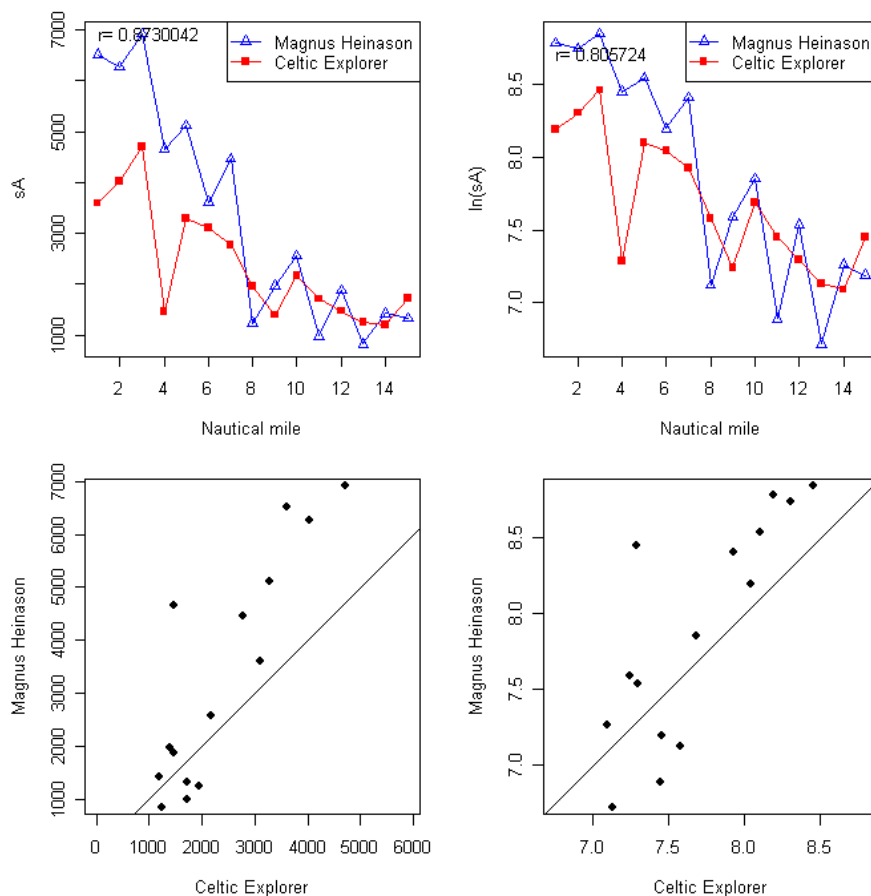 r= 0.8730042
Magnus Heinason
Celtic Explorer
sA
7000
5000
3000
1000
2 4 6 8 10 12 14
Nautical mile
r= 0.805724
Magnus Heinason
Celtic Explorer
ln(sA)
8.5
8.0
7.5
7.0
2 4 6 8 10 12 14
Nautical mile
Magnus Heinason
7000
6000
5000
4000
3000
2000
1000
0 1000 2000 3000 4000 5000 6000
Celtic Explorer
Magnus Heinason
8.5
8.0
7.5
7.0
7.0 7.5 8.0 8.5
Celtic Explorer